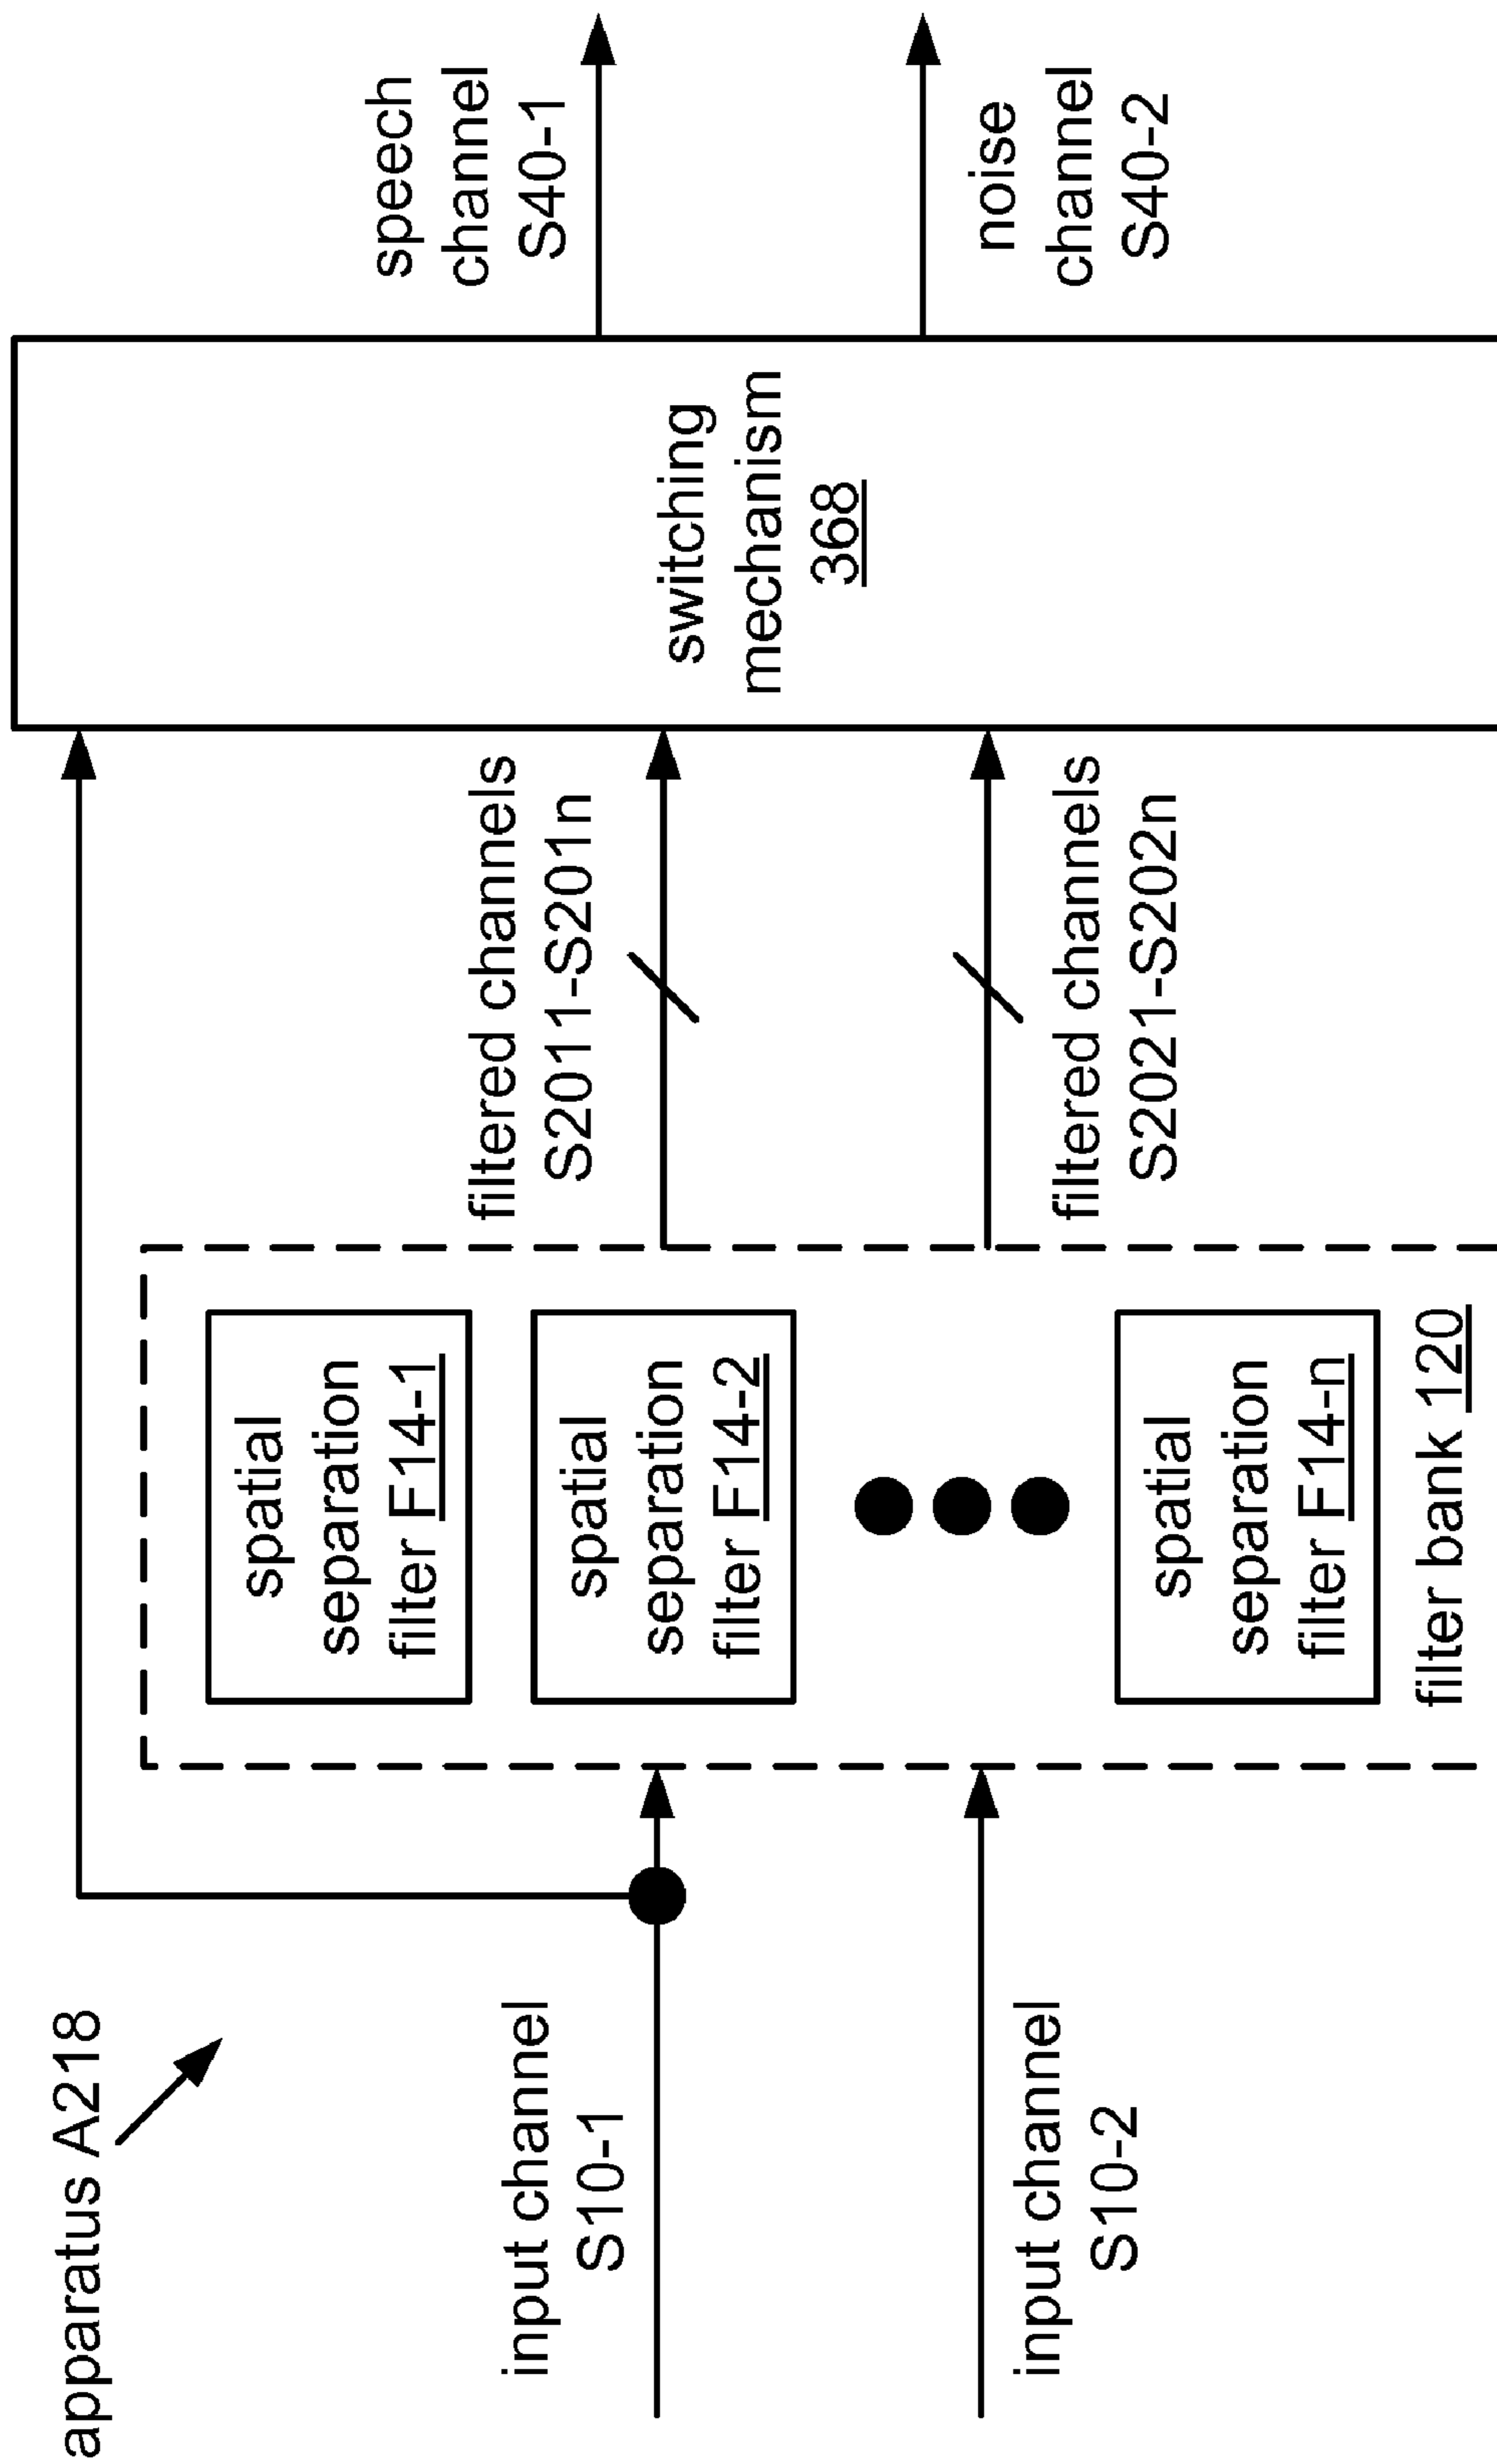 apparatus A218
input channel
S10-1
input channel
S10-2
spatial
separation
filter F14-1
spatial
separation
filter F14-2
spatial
separation
filter F14-n
filter bank 120
filtered channels
S2011-S201n
filtered channels
S2021-S202n
switching
mechanism
368
speech
channel
S40-1
noise
channel
S40-2